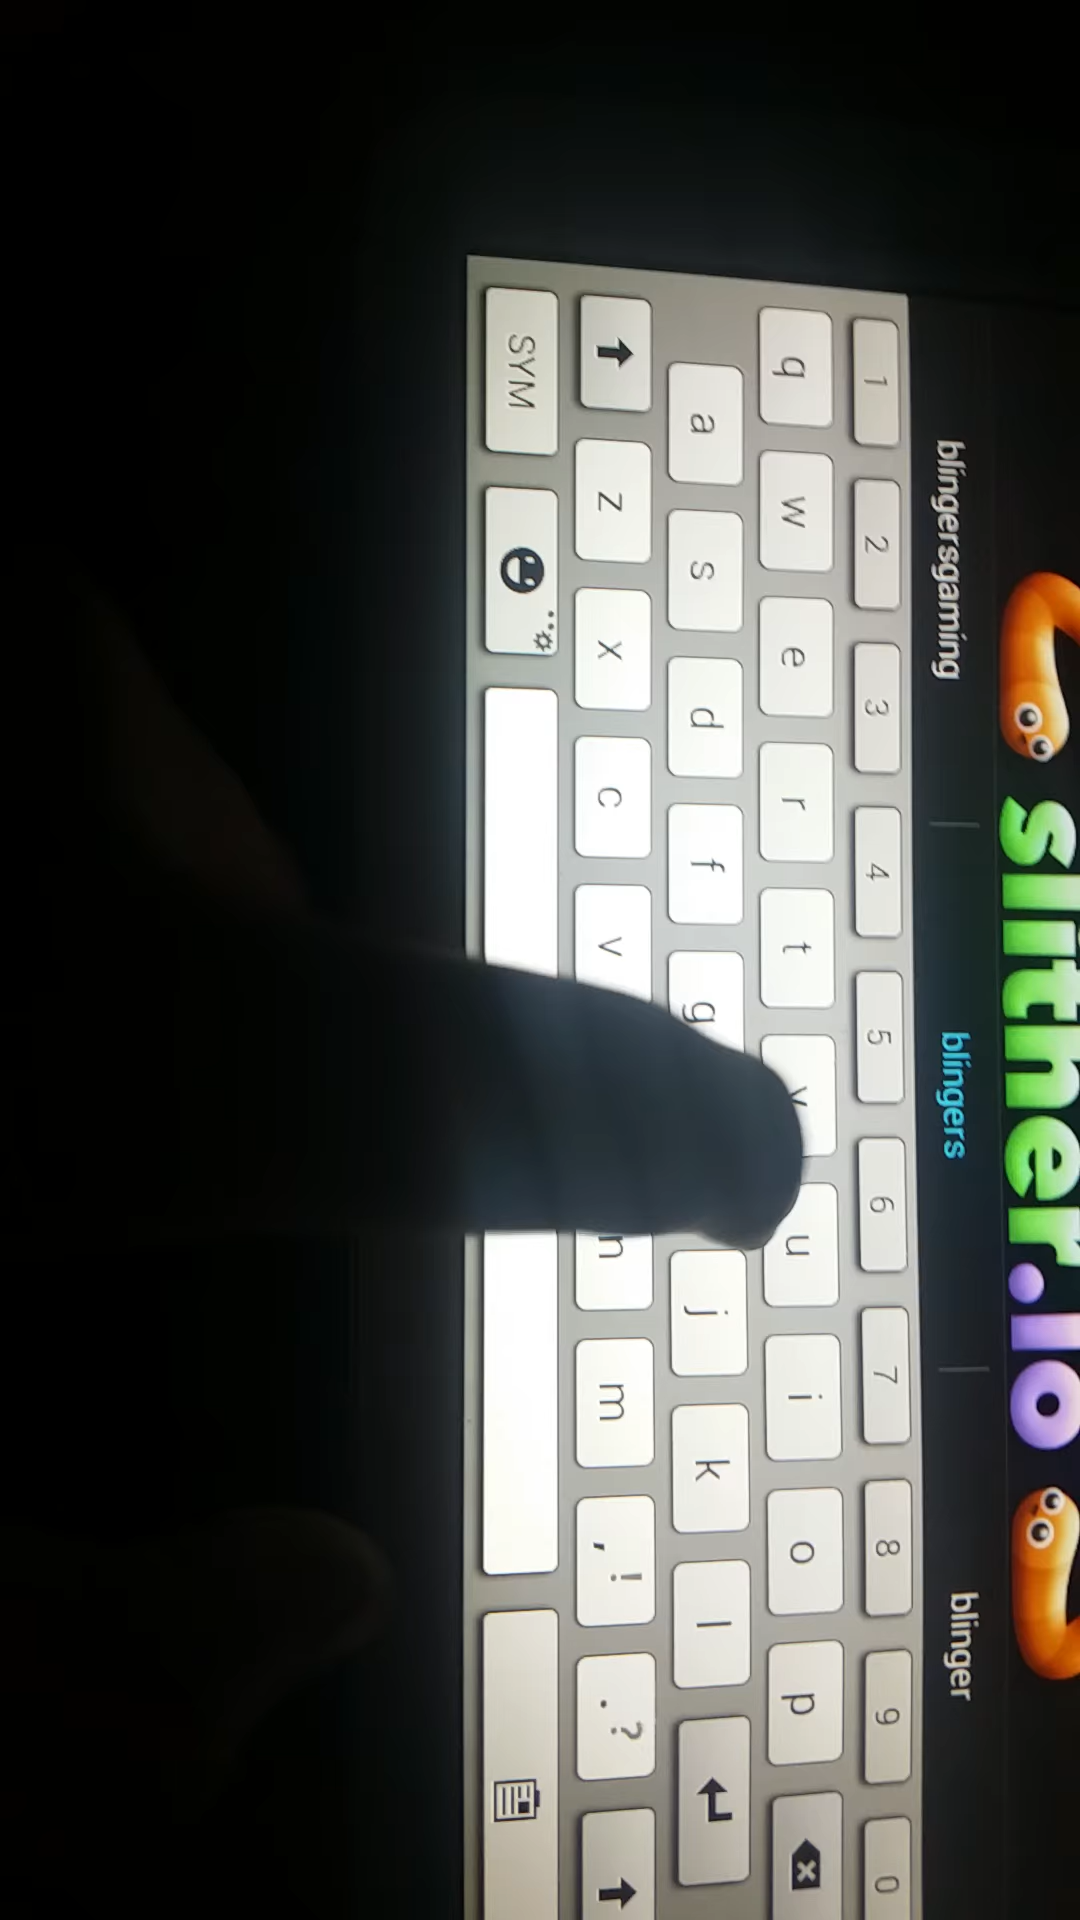 slither.io
blingersgaming blingers blinger
1 2 3 4 5 6 7 8 9 0
q w e r t y u i o p
a s d f g j k l
z x c v n m , ! . ?
SYM